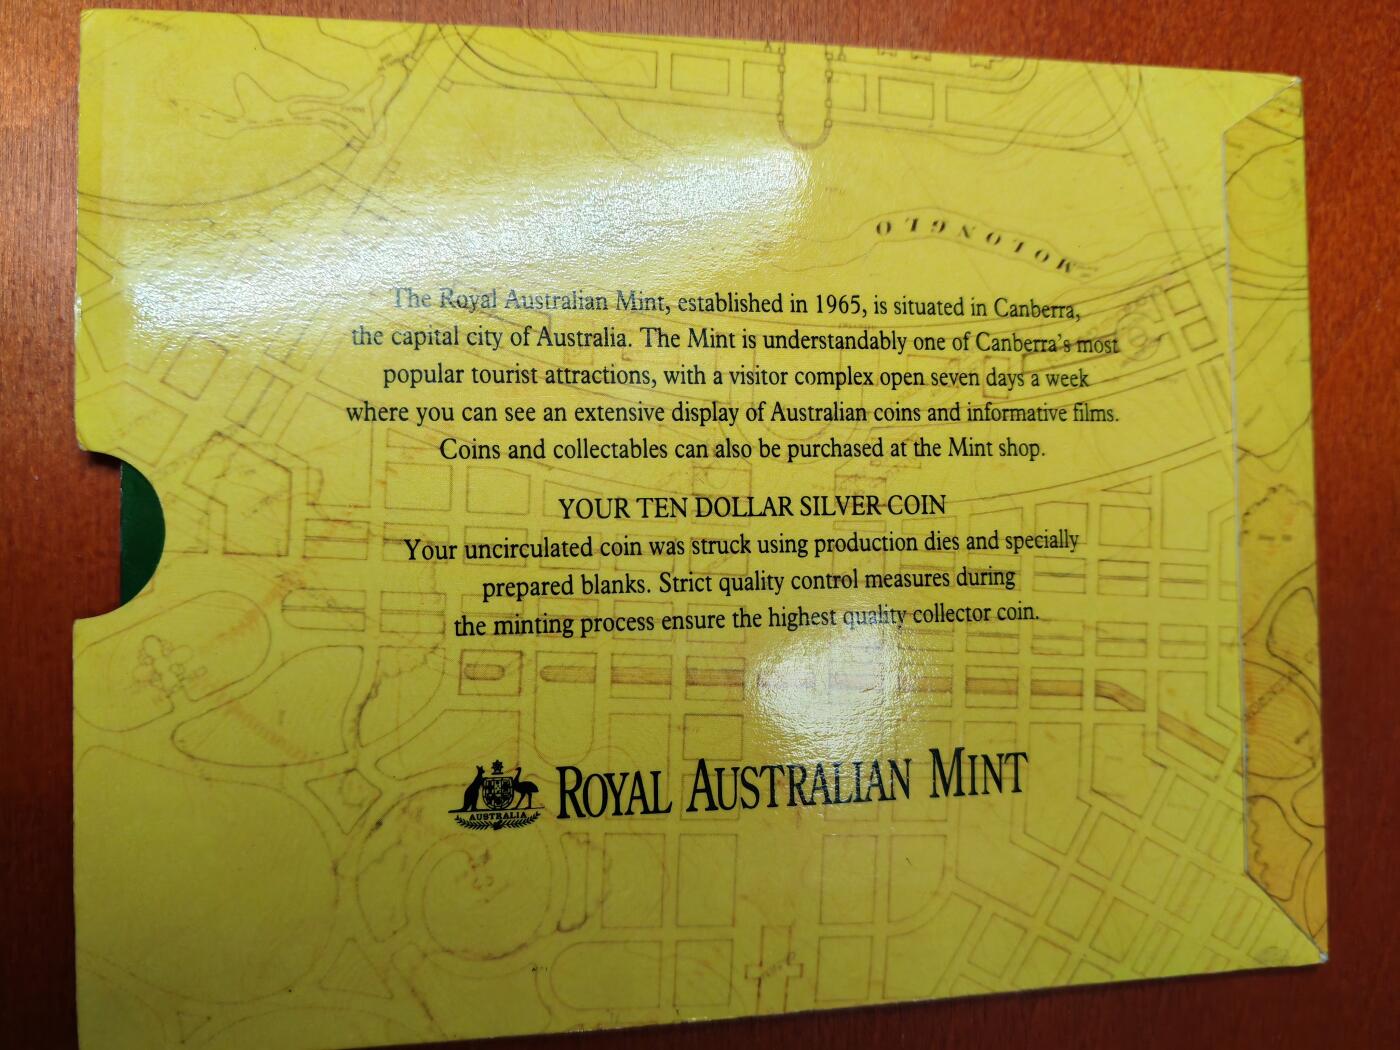 MOLONGLO
The Royal Australian Mint, established in 1965, is situated in Canberra,
the capital city of Australia. The Mint is understandably one of Canberra's most
popular tourist attractions, with a visitor complex open seven days a week
where you can see an extensive display of Australian coins and informative films.
Coins and collectables can also be purchased at the Mint shop.
YOUR TEN DOLLAR SILVER COIN
Your uncirculated coin was struck using production dies and specially
prepared blanks. Strict quality control measures during
the minting process ensure the highest quality collector coin.
AUSTRALIA
ROYAL AUSTRALIAN MINT